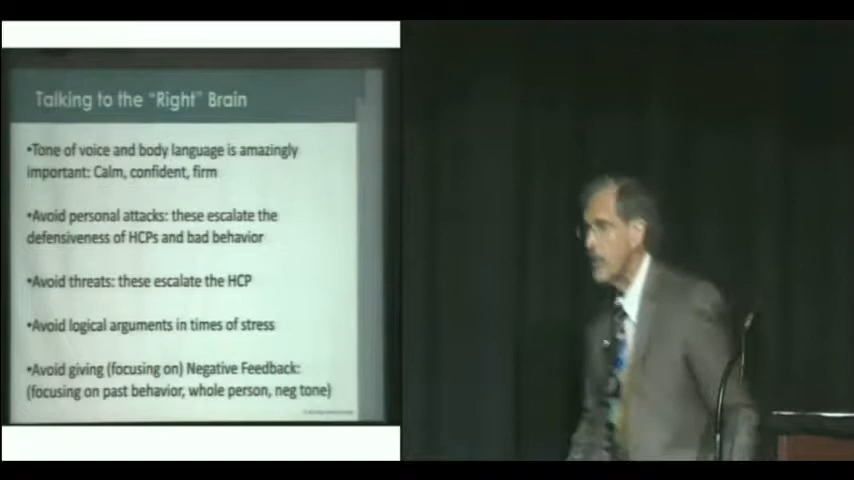 Talking to the "Right" Brain
•Tone of voice and body language is amazingly
important: Calm, confident, firm
•Avoid personal attacks: these escalate the
defensiveness of HCPs and bad behavior
•Avoid threats: these escalate the HCP
•Avoid logical arguments in times of stress
•Avoid giving (focusing on) Negative Feedback:
(focusing on past behavior, whole person, neg tone)